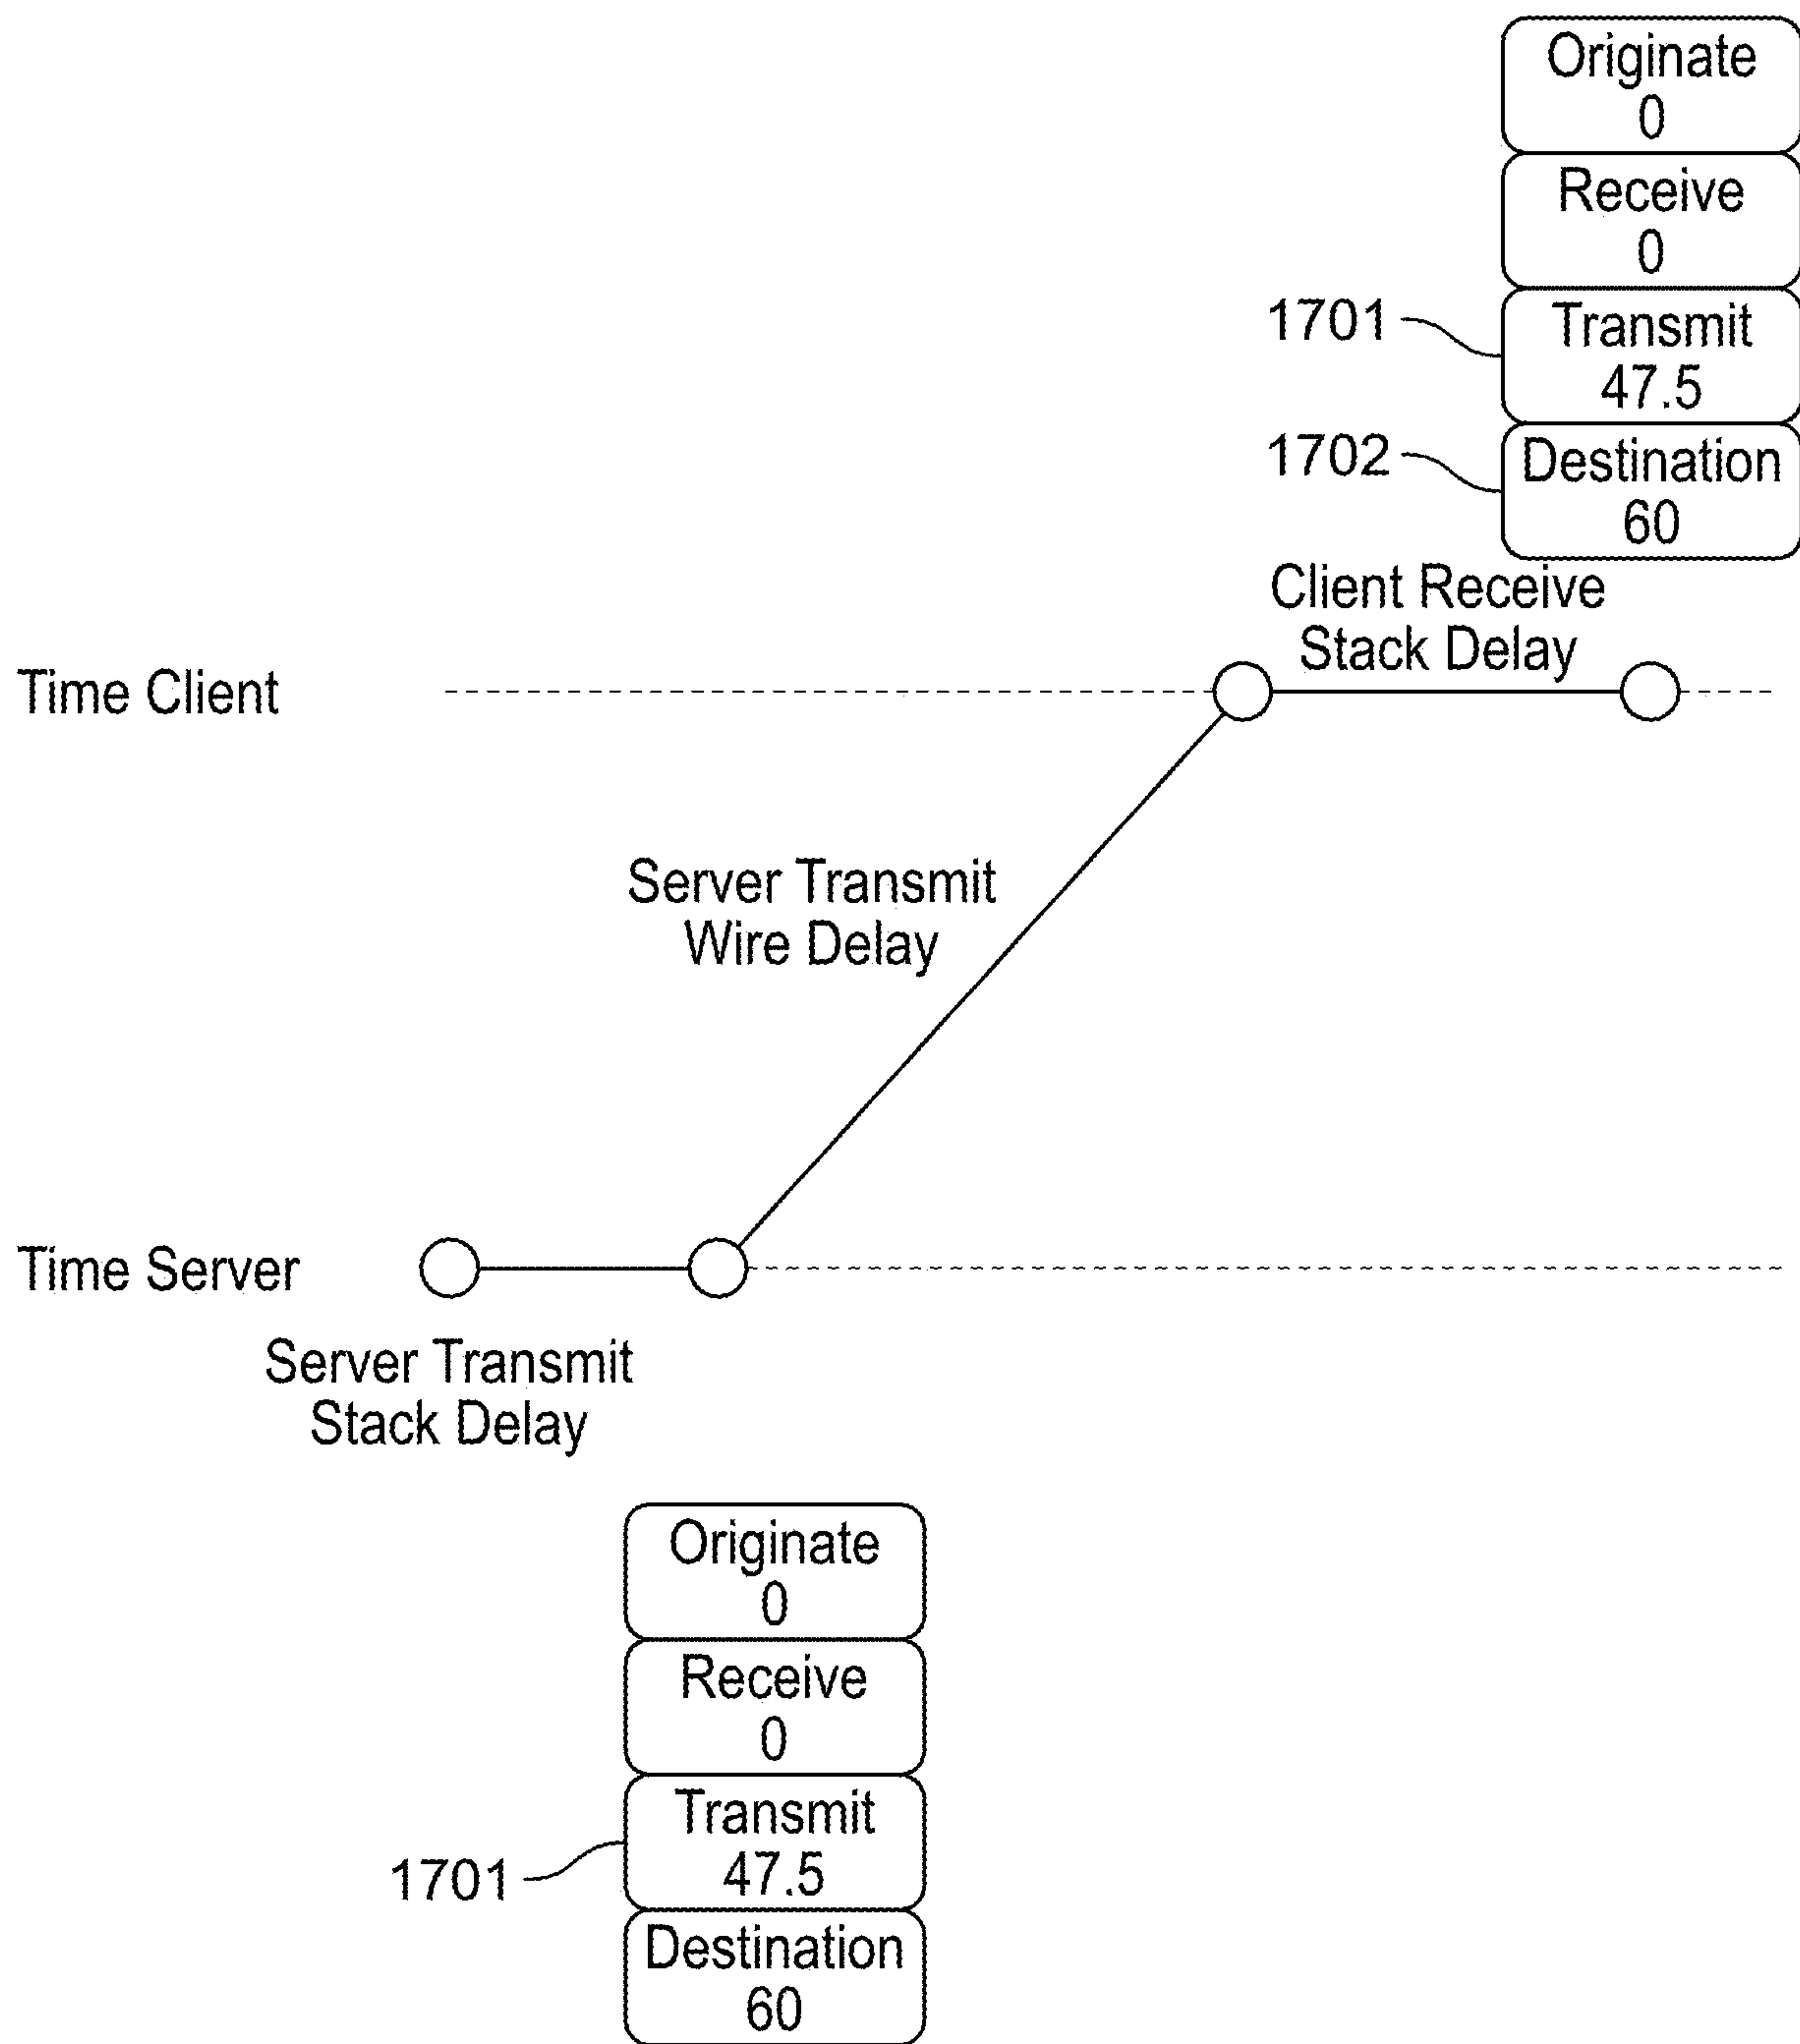 Originate
0
Receive
0
1701
Transmit
47.5
1702
Destination
60
Client Receive
Stack Delay
Time Client
Server Transmit
Wire Delay
Time Server
Server Transmit
Stack Delay
Originate
0
Receive
0
Transmit
47.5
1701
Destination
60